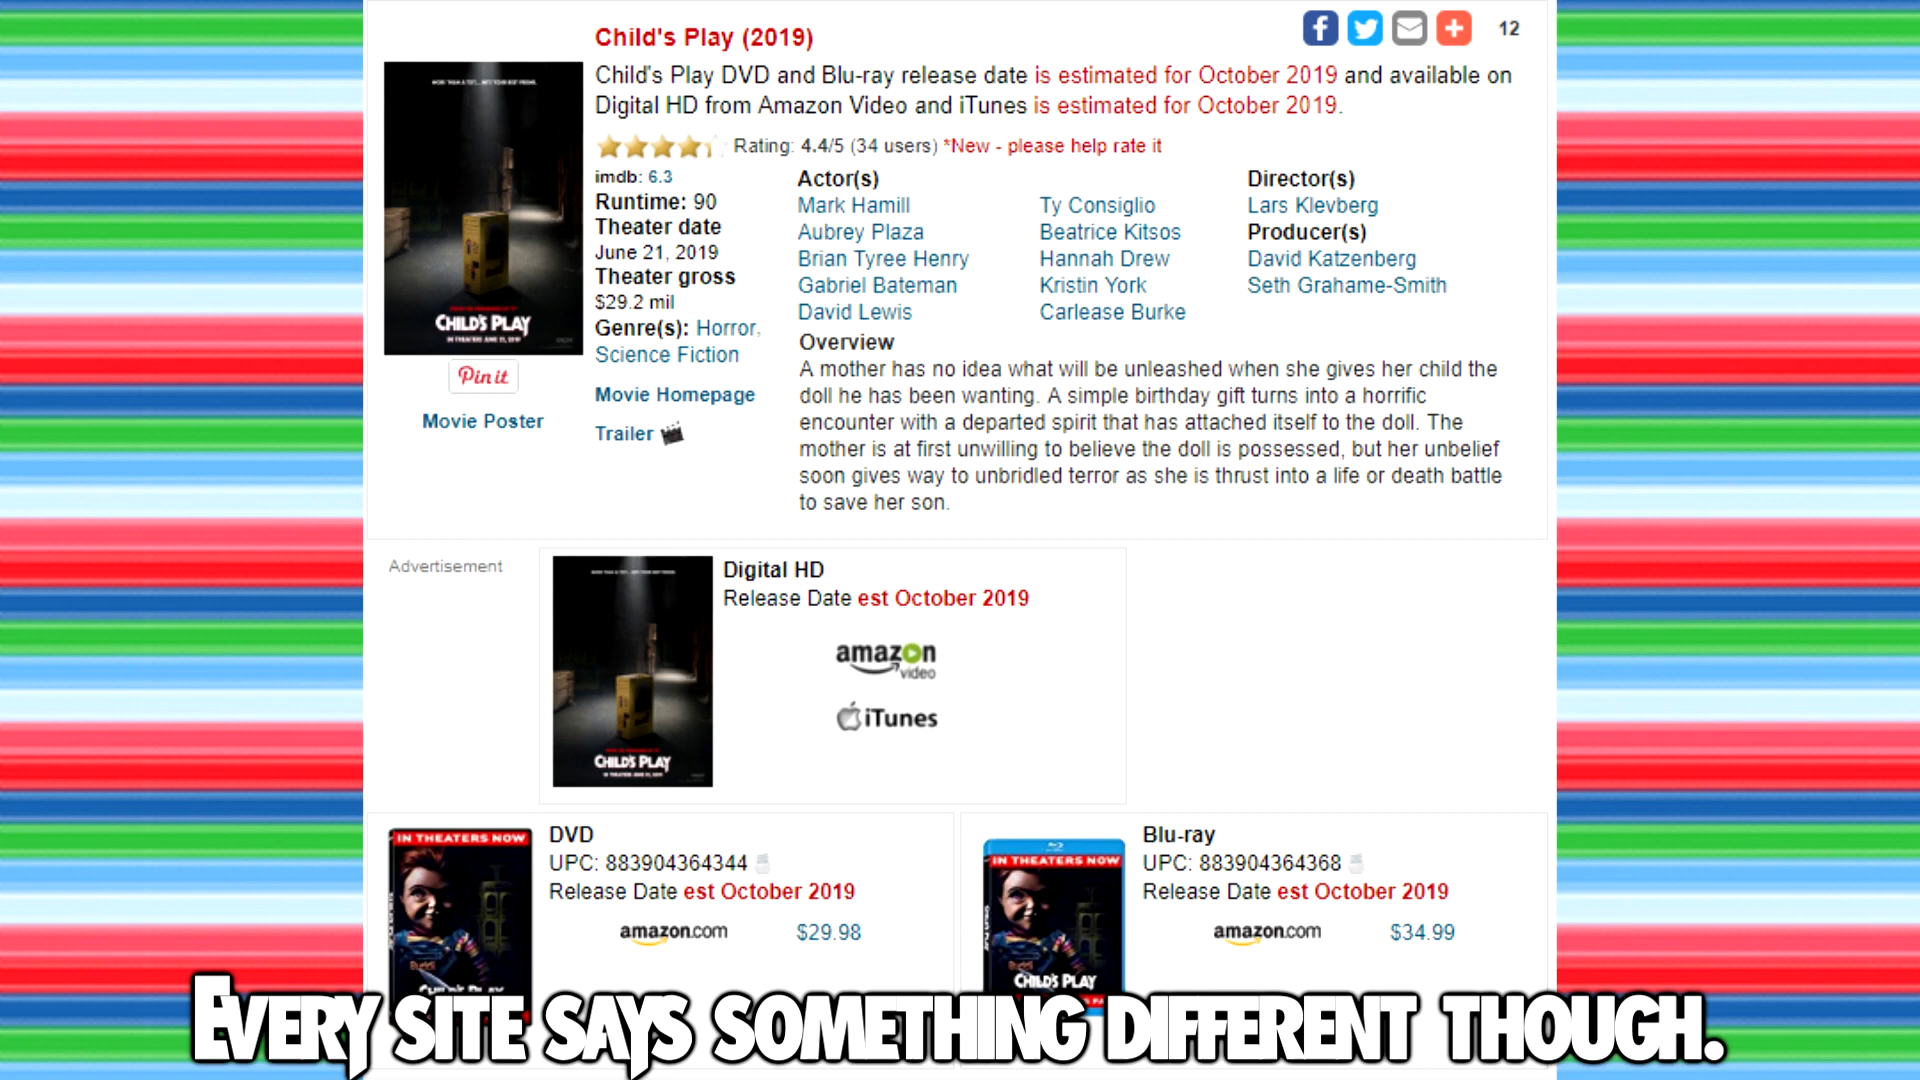 Child's Play (2019)
12
Child's Play DVD and Blu-ray release date is estimated for October 2019 and available on
Digital HD from Amazon Video and iTunes is estimated for October 2019.
Rating: 4.4/5 (34 users) *New - please help rate it
imdb: 6.3
Runtime: 90
Theater date
June 21, 2019
Theater gross
$29.2 mil
Genre(s): Horror,
Science Fiction
Movie Homepage
Trailer
Actor(s)
Mark Hamill
Aubrey Plaza
Brian Tyree Henry
Gabriel Bateman
David Lewis
Ty Consiglio
Beatrice Kitsos
Hannah Drew
Kristin York
Carlease Burke
Director(s)
Lars Klevberg
Producer(s)
David Katzenberg
Seth Grahame-Smith
Overview
A mother has no idea what will be unleashed when she gives her child the
doll he has been wanting. A simple birthday gift turns into a horrific
encounter with a departed spirit that has attached itself to the doll. The
mother is at first unwilling to believe the doll is possessed, but her unbelief
soon gives way to unbridled terror as she is thrust into a life or death battle
to save her son.
CHILD'S PLAY
IN THEATERS JUNE 21, 2019
Pin it
Movie Poster
Advertisement
CHILD'S PLAY
Digital HD
Release Date est October 2019
amazon
video
iTunes
IN THEATERS NOW
Buddi
CHILD'S PLAY
DVD
UPC: 883904364344
Release Date est October 2019
amazon.com $29.98
IN THEATERS NOW
CHILD'S PLAY
Blu-ray
UPC: 883904364368
Release Date est October 2019
amazon.com $34.99
EVERY SITE SAYS SOMETHING DIFFERENT THOUGH.